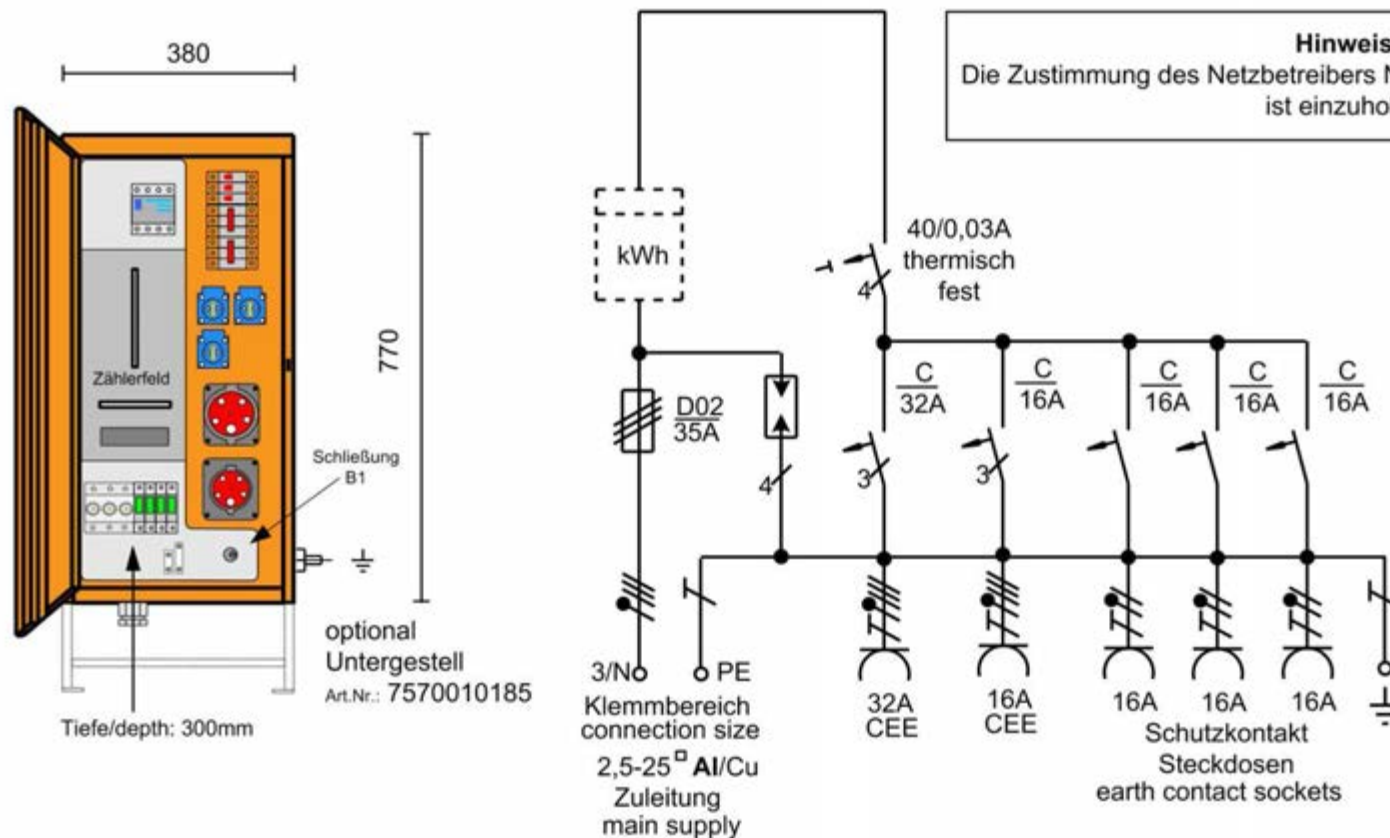 380
770
Zählerfeld
Schließung
B1
optional
Untergestell
Art.Nr.: 7570010185
Tiefe/depth: 300mm
Hinweis
Die Zustimmung des Netzbetreibers N
ist einzuho
kWh
40/0,03A
thermisch
fest
4
D02
35A
4
C
32A
C
16A
C
16A
C
16A
C
16A
3
3
3/N
PE
Klemmbereich
connection size
2,5-25□ Al/Cu
Zuleitung
main supply
32A
CEE
16A
CEE
16A
16A
16A
Schutzkontakt
Steckdosen
earth contact sockets